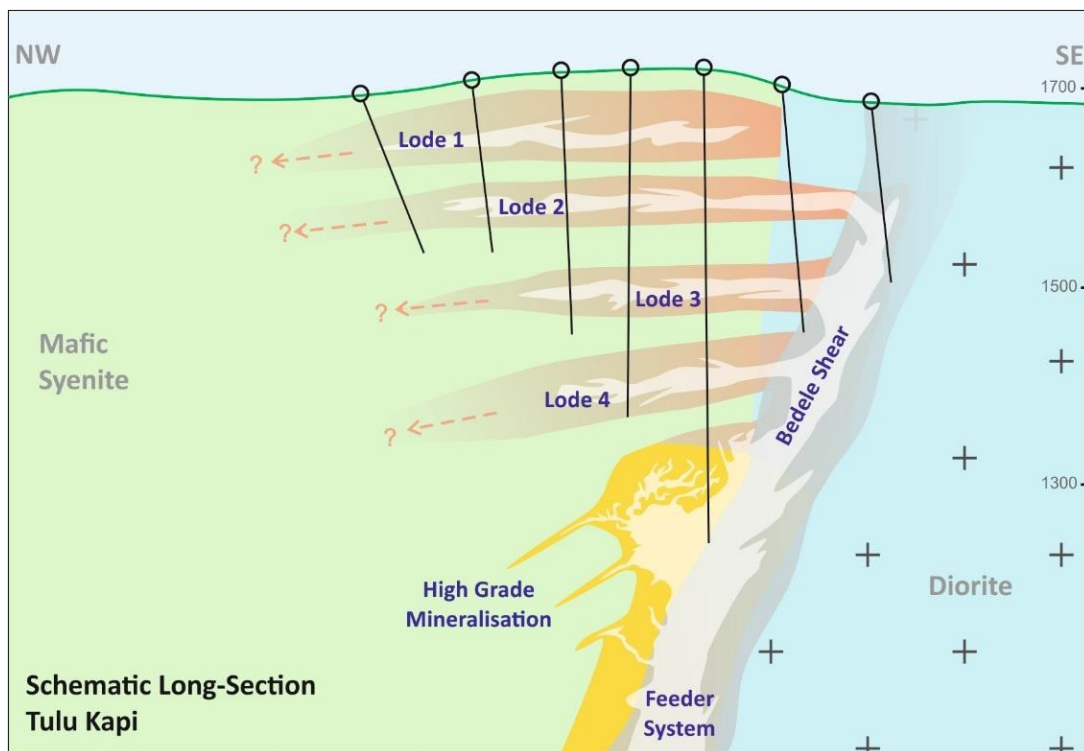 NW
SE
1700
Lode 1
?
Lode 2
?
1500
Lode 3
?
Mafic
Syenite
Bedele Shear
Lode 4
?
1300
High Grade
Mineralisation
Diorite
Schematic Long-Section
Tulu Kapi
Feeder
System